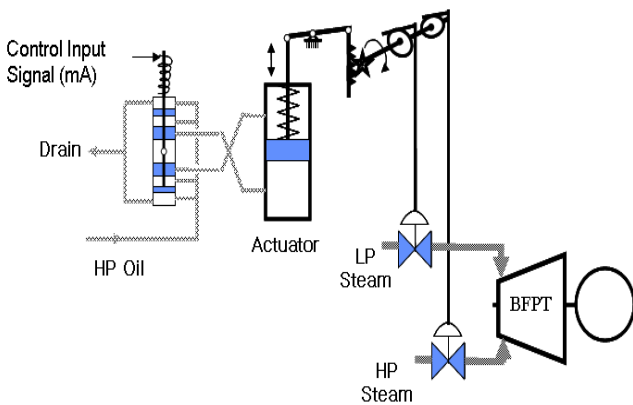 Control Input
Signal (mA)
Drain
HP Oil
Actuator
LP
Steam
BFPT
HP
Steam